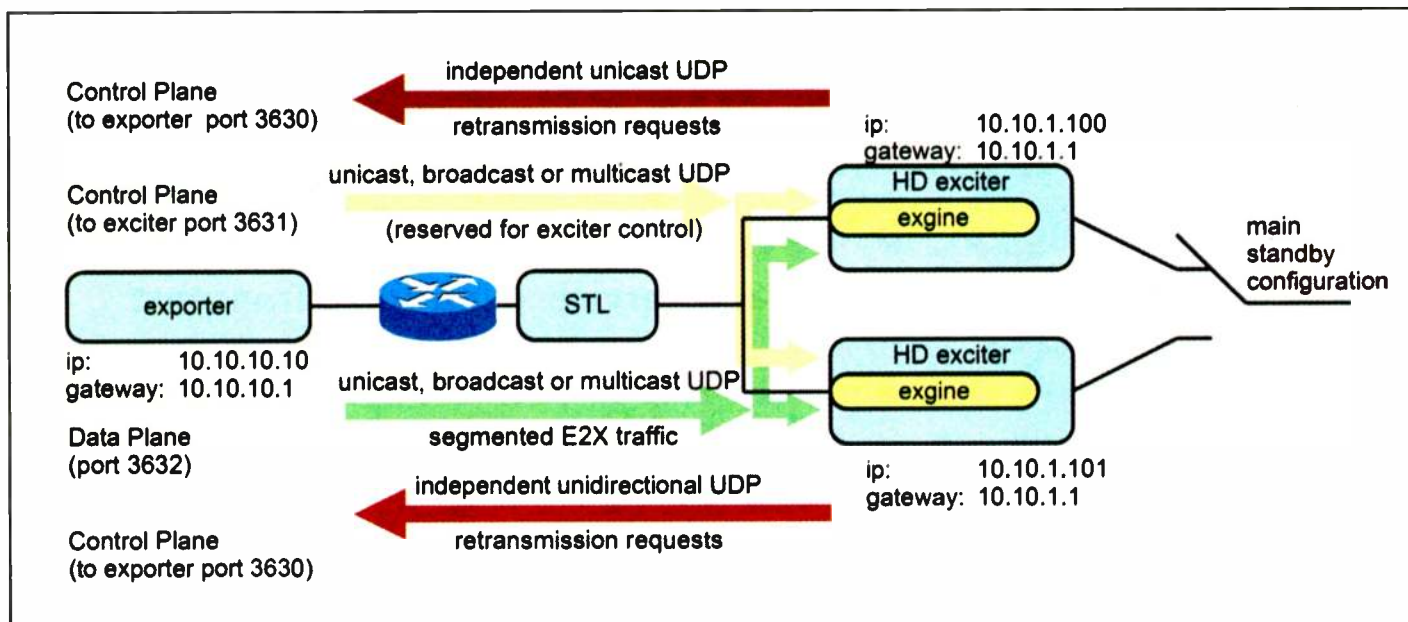 independent unicast UDP
Control Plane
(to exporter port 3630)
retransmission requests
ip: 10.10.1.100
gateway: 10.10.1.1
unicast, broadcast or multicast UDP
Control Plane
(to exciter port 3631)
(reserved for exciter control)
HD exciter
exgine
main
standby
configuration
exporter
STL
ip: 10.10.10.10
gateway: 10.10.10.1
HD exciter
exgine
unicast, broadcast or multicast UDP
Data Plane
(port 3632)
segmented E2X traffic
ip: 10.10.1.101
gateway: 10.10.1.1
independent unidirectional UDP
Control Plane
(to exporter port 3630)
retransmission requests